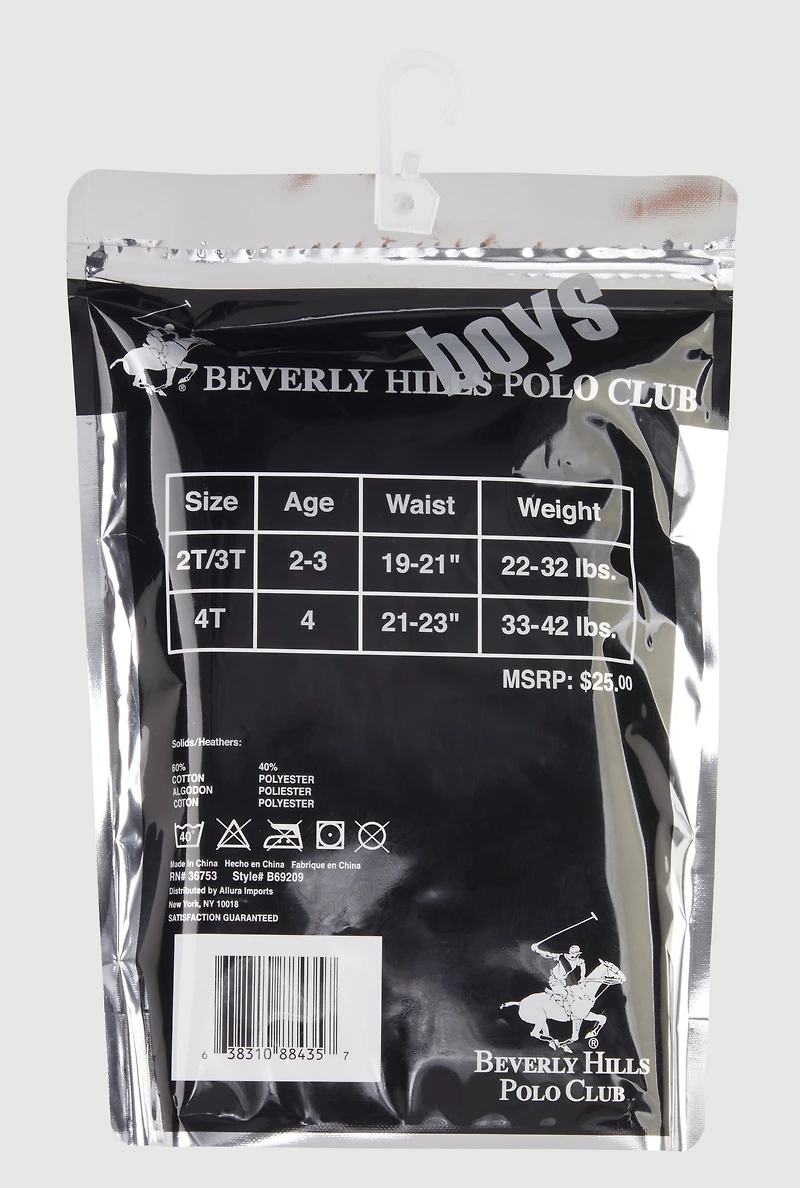 boys
BEVERLY HILLS POLO CLUB
®
Size Age Waist Weight
2T/3T 2-3 19-21" 22-32 lbs.
4T 4 21-23" 33-42 lbs.
MSRP: $25.00
Solids/Heathers:
60% 40%
COTTON POLYESTER
ALGODON POLIESTER
COTON POLYESTER
40°
Made in China Hecho en China Fabrique en China
RN# 36753 Style# B69209
Distributed by Allura Imports
New York, NY 10018
SATISFACTION GUARANTEED
6 38310 88435 7
®
BEVERLY HILLS
POLO CLUB